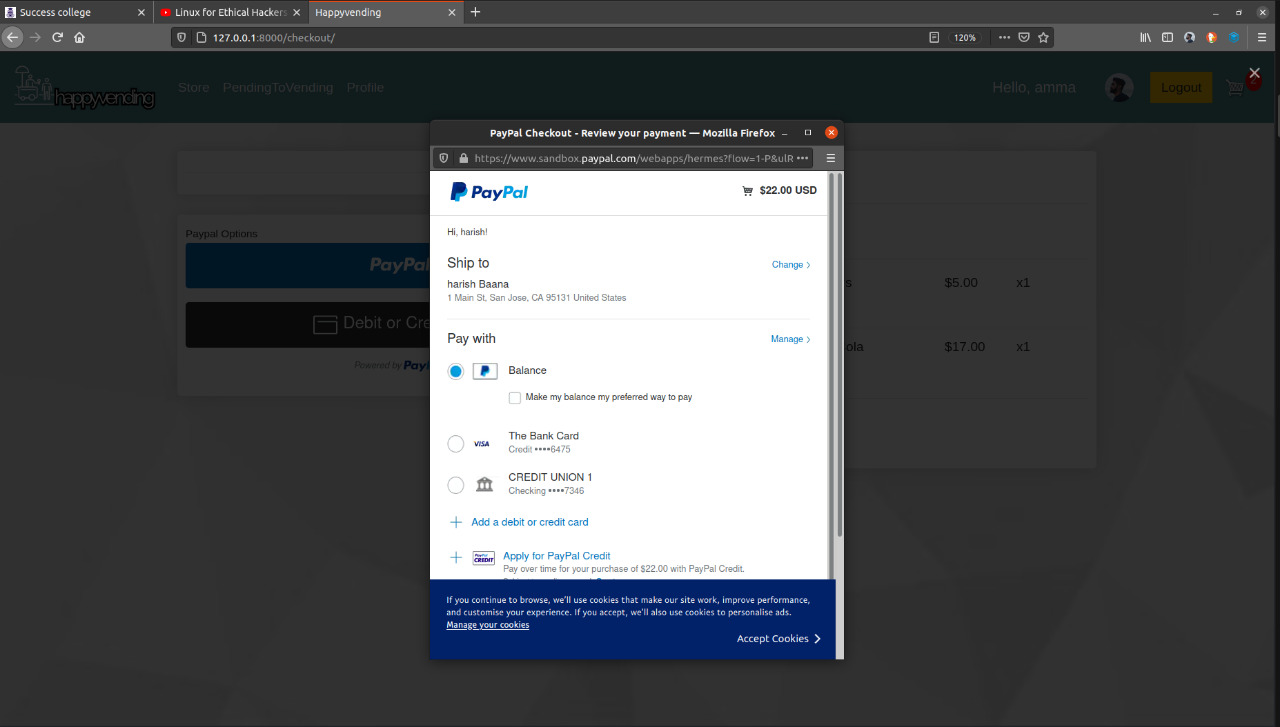 Success college
Linux for Ethical Hackers
Happyvending
127.0.0.1:8000/checkout/
120%
happyvending
Store PendingToVending Profile
Hello, amma
Logout
2
PayPal Checkout - Review your payment — Mozilla Firefox
https://www.sandbox.paypal.com/webapps/hermes?flow=1-P&ulR
PayPal
$22.00 USD
Hi, harish!
Ship to
Change
harish Baana
1 Main St, San Jose, CA 95131 United States
Pay with
Manage
Balance
Make my balance my preferred way to pay
VISA
The Bank Card
Credit ••••6475
CREDIT UNION 1
Checking ••••7346
Add a debit or credit card
PayPal CREDIT
Apply for PayPal Credit
Pay over time for your purchase of $22.00 with PayPal Credit.
If you continue to browse, we'll use cookies that make our site work, improve performance,
and customise your experience. If you accept, we'll also use cookies to personalise ads.
Manage your cookies
Accept Cookies
Paypal Options
PayPal
Debit or Cre
Powered by PayP
s $5.00 x1
ola $17.00 x1